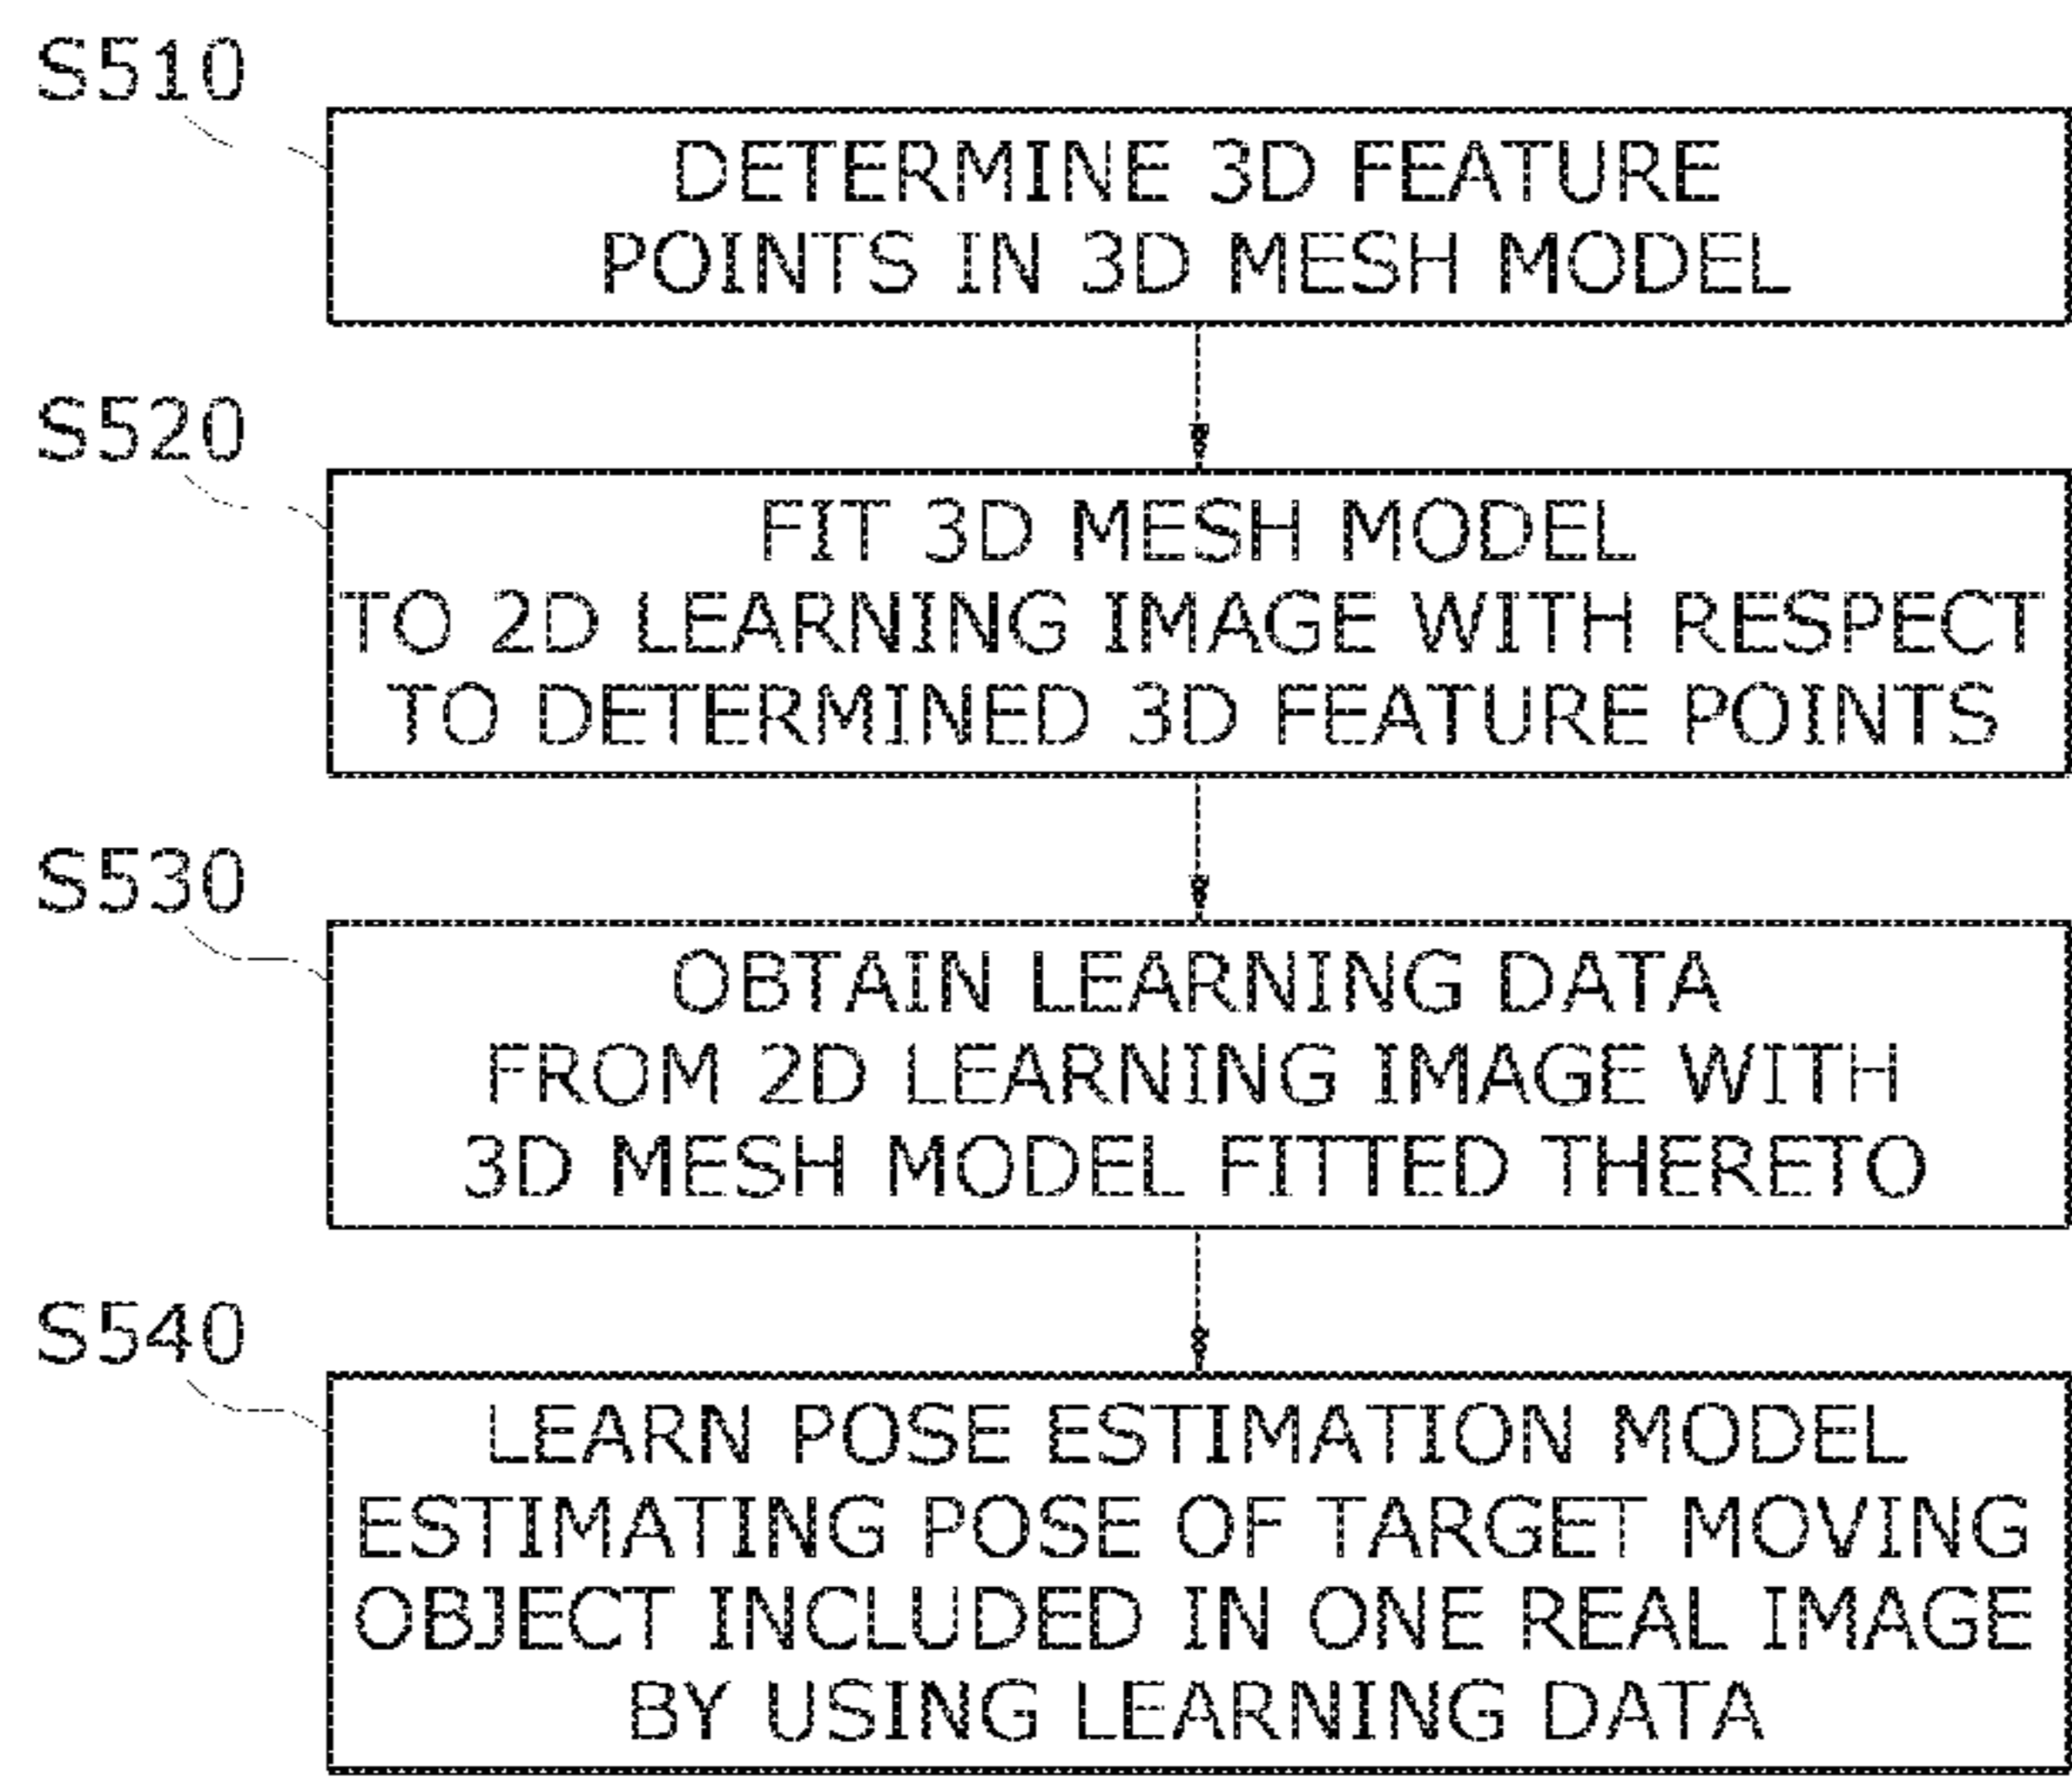 S510
DETERMINE 3D FEATURE
POINTS IN 3D MESH MODEL
S520
FIT 3D MESH MODEL
TO 2D LEARNING IMAGE WITH RESPECT
TO DETERMINED 3D FEATURE POINTS
S530
OBTAIN LEARNING DATA
FROM 2D LEARNING IMAGE WITH
3D MESH MODEL FITTED THERETO
S540
LEARN POSE ESTIMATION MODEL
ESTIMATING POSE OF TARGET MOVING
OBJECT INCLUDED IN ONE REAL IMAGE
BY USING LEARNING DATA